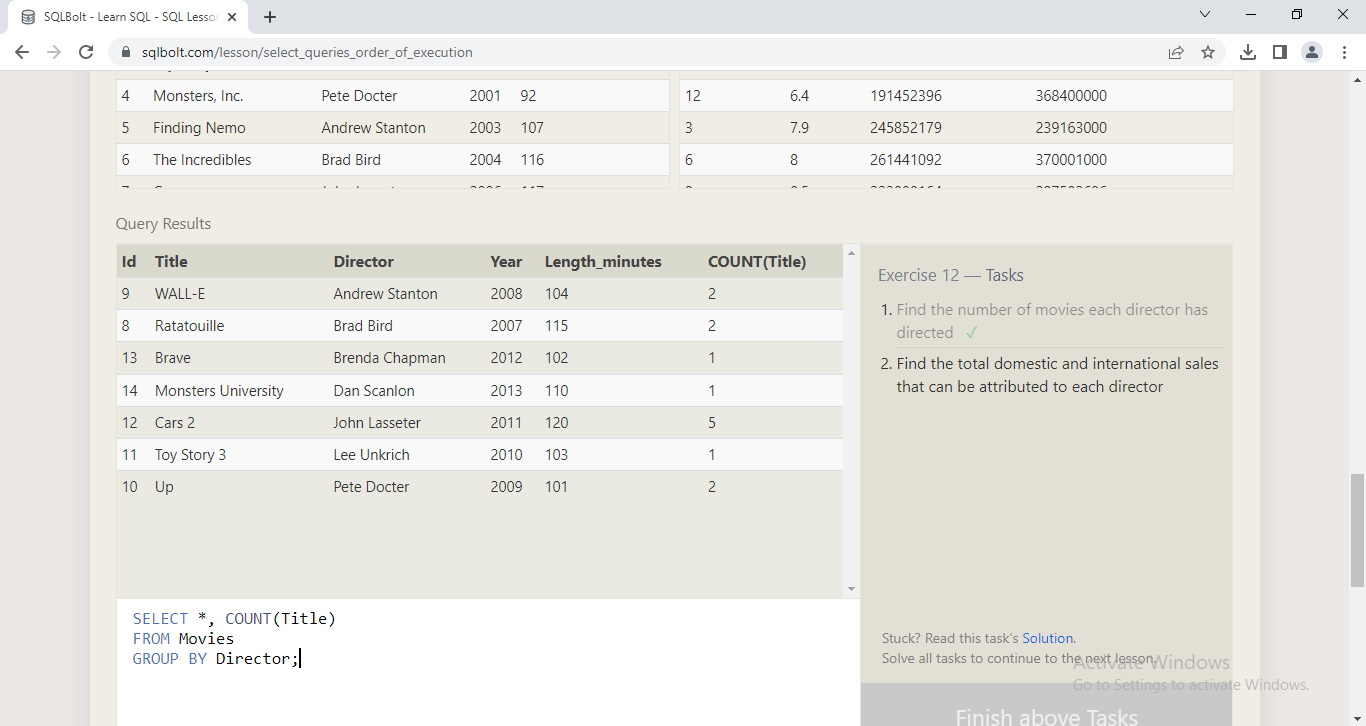 SQLBolt - Learn SQL - SQL Lesson
sqlbolt.com/lesson/select_queries_order_of_execution
4 Monsters, Inc. Pete Docter 2001 92
5 Finding Nemo Andrew Stanton 2003 107
6 The Incredibles Brad Bird 2004 116
12 6.4 191452396 368400000
3 7.9 245852179 239163000
6 8 261441092 370001000
Query Results
Id Title Director Year Length_minutes COUNT(Title)
9 WALL-E Andrew Stanton 2008 104 2
8 Ratatouille Brad Bird 2007 115 2
13 Brave Brenda Chapman 2012 102 1
14 Monsters University Dan Scanlon 2013 110 1
12 Cars 2 John Lasseter 2011 120 5
11 Toy Story 3 Lee Unkrich 2010 103 1
10 Up Pete Docter 2009 101 2
Exercise 12 — Tasks
1. Find the number of movies each director has
directed ✓
2. Find the total domestic and international sales
that can be attributed to each director
SELECT *, COUNT(Title)
FROM Movies
GROUP BY Director;
Stuck? Read this task's Solution.
Solve all tasks to continue to the next lesson.
Activate Windows
Go to Settings to activate Windows.
Finish above Tasks